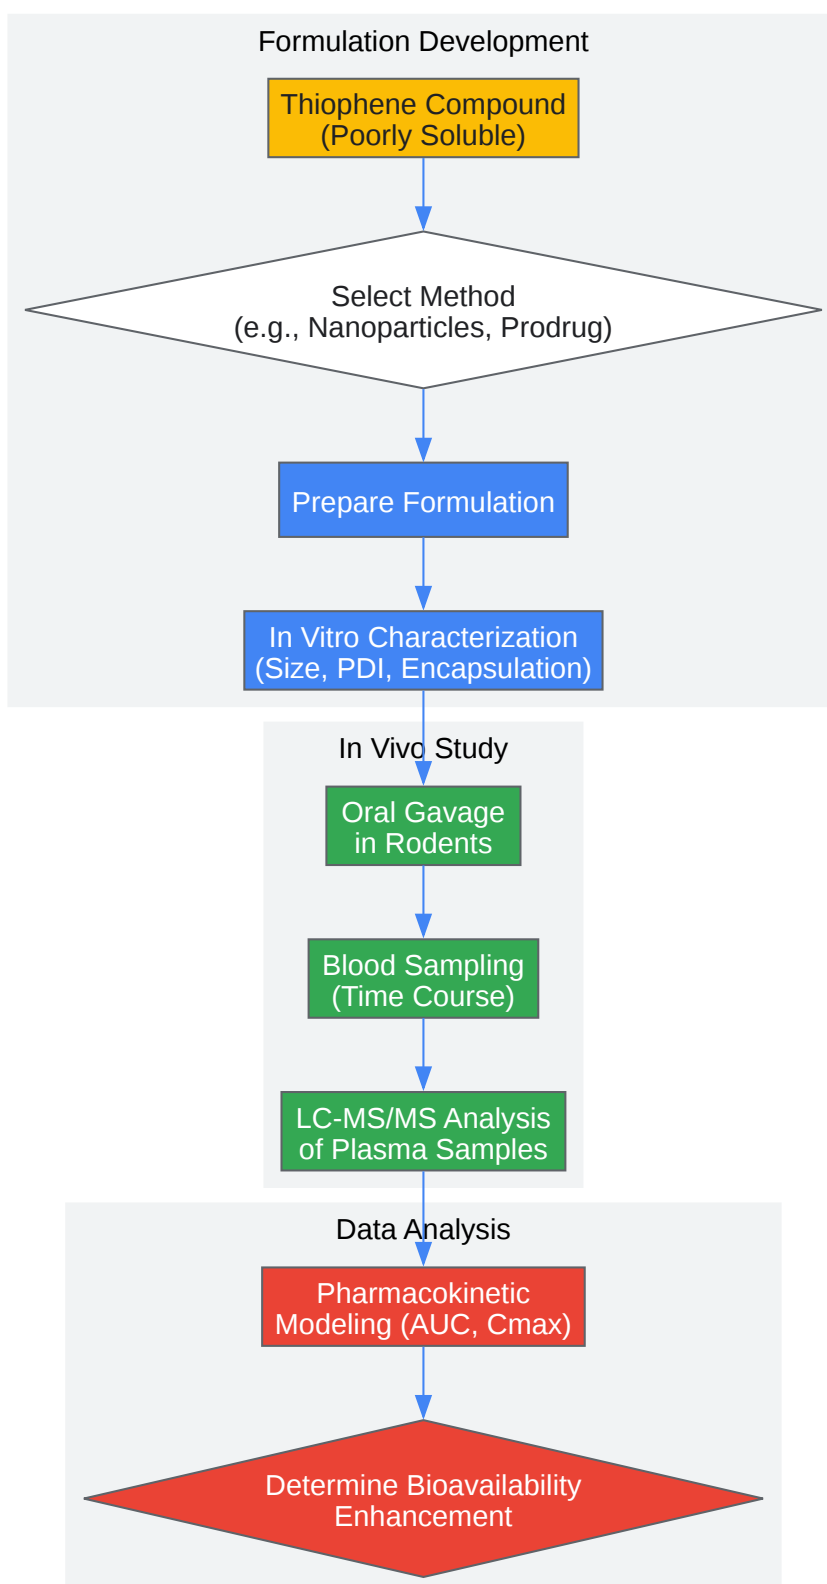 Formulation Development
Thiophene Compound
(Poorly Soluble)
Select Method
(e.g., Nanoparticles, Prodrug)
Prepare Formulation
In Vitro Characterization
(Size, PDI, Encapsulation)
In Vivo Study
Oral Gavage
in Rodents
Blood Sampling
(Time Course)
LC-MS/MS Analysis
of Plasma Samples
Data Analysis
Pharmacokinetic
Modeling (AUC, Cmax)
Determine Bioavailability
Enhancement